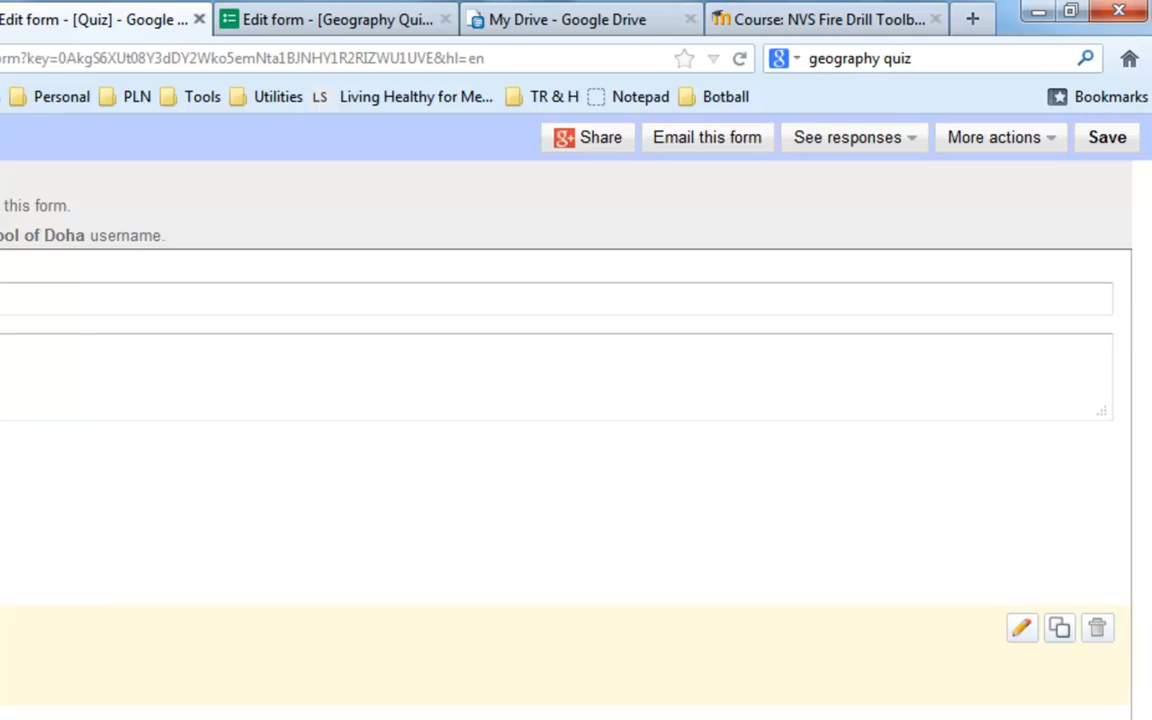 Edit form - [Quiz] - Google ... Edit form - [Geography Qui... My Drive - Google Drive Course: NVS Fire Drill Toolb...
orm?key=0AkgS6XUt08Y3dDY2Wko5emNta1BJNHY1R2RIZWU1UVE&hl=en geography quiz
Personal PLN Tools Utilities LS Living Healthy for Me... TR & H Notepad Botball Bookmarks
Share Email this form See responses More actions Save
this form.
ool of Doha username.